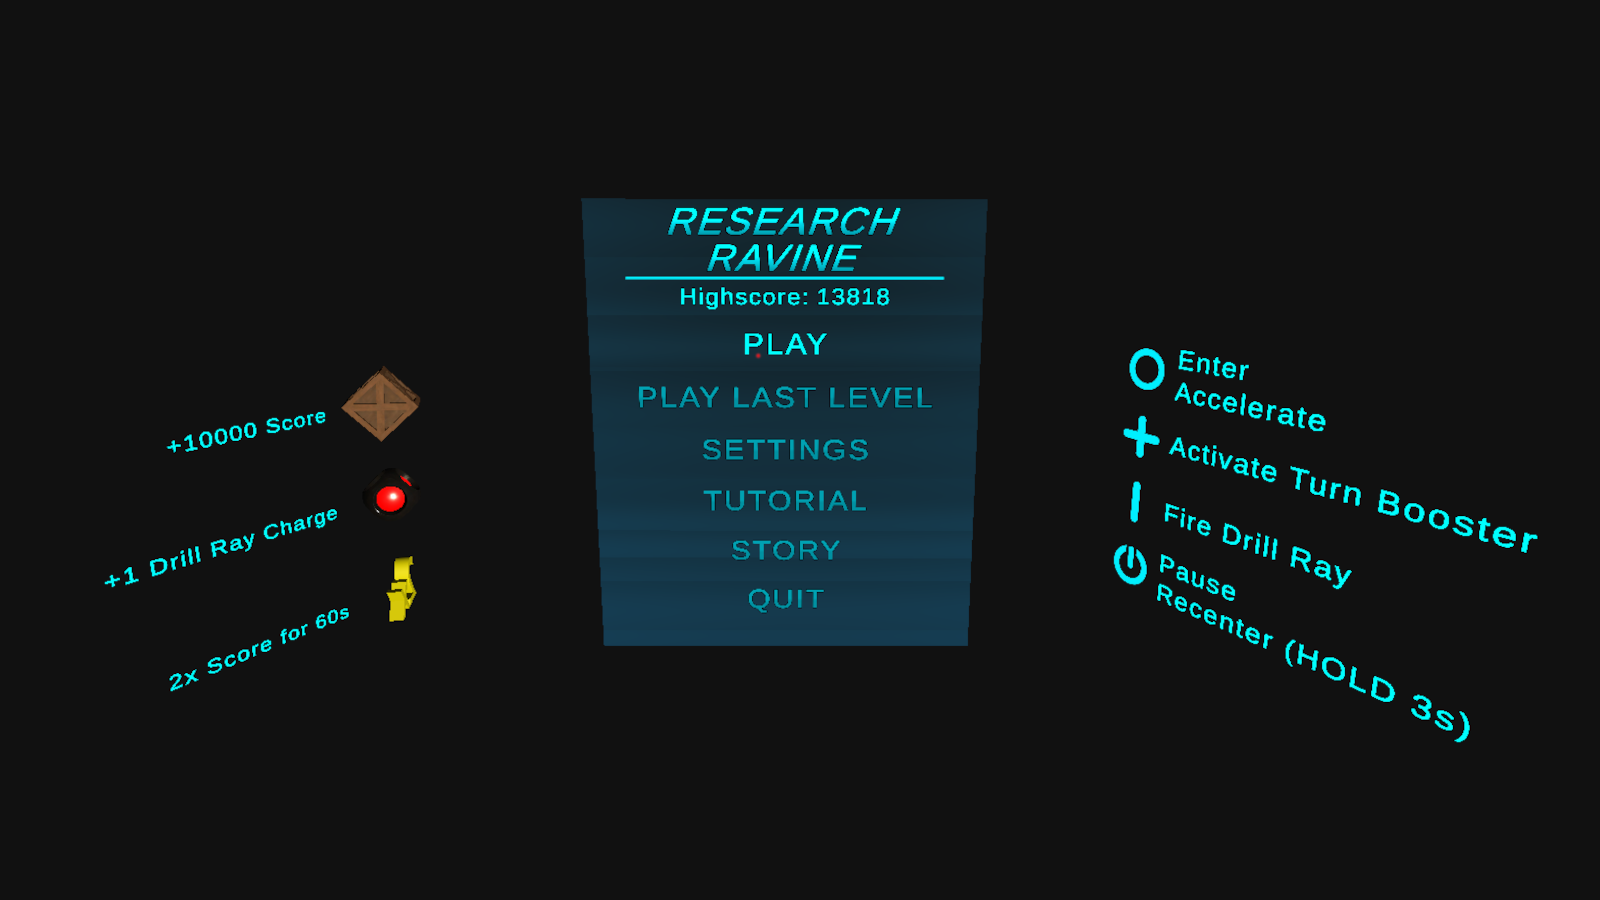 RESEARCH
RAVINE
Highscore: 13818
PLAY
PLAY LAST LEVEL
SETTINGS
TUTORIAL
STORY
QUIT
+10000 Score
+1 Drill Ray Charge
2x Score for 60s
Enter
Accelerate
Activate Turn Booster
Fire Drill Ray
Pause
Recenter (HOLD 3s)